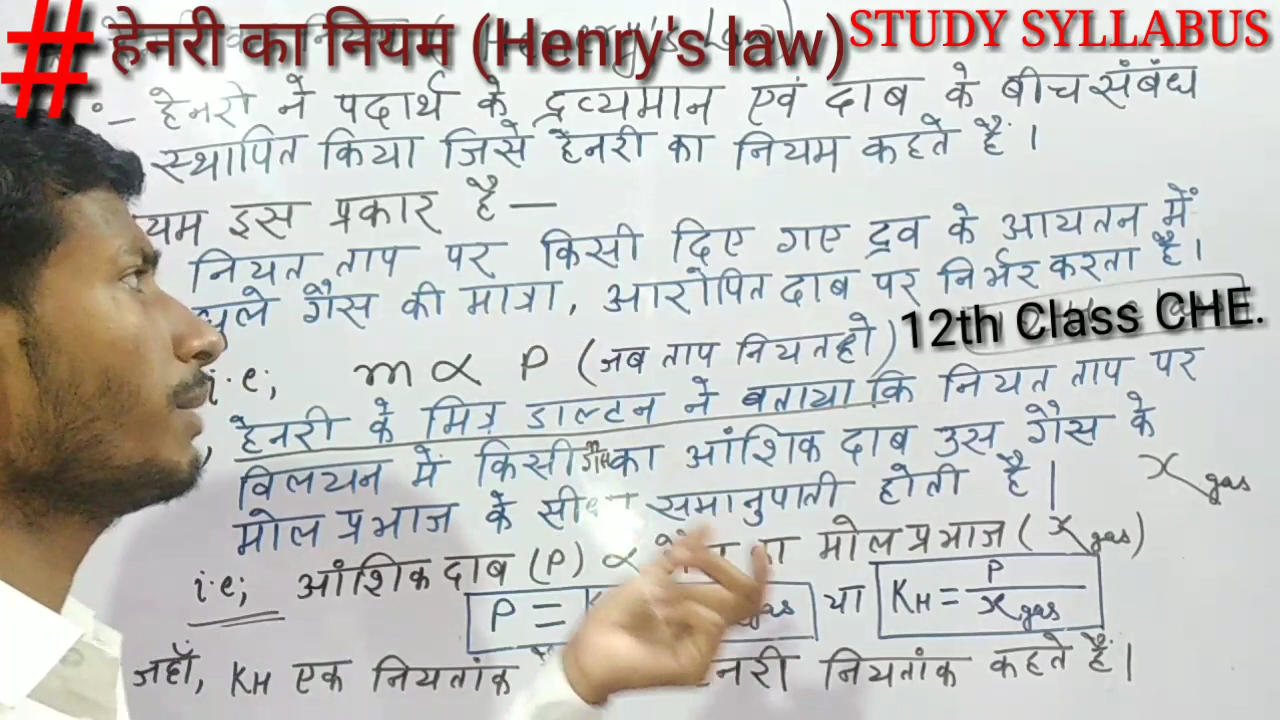 # हेनरी का नियम (Henry's law) STUDY SYLLABUS
:- हेनरी ने पदार्थ के द्रव्यमान एवं दाब के बीच संबंध
स्थापित किया जिसे हेनरी का नियम कहते हैं।
यम इस प्रकार है —
नियत ताप पर किसी दिए गए द्रव के आयतन में
घुले गैस की मात्रा, आरोपित दाब पर निर्भर करता है।
12th Class CHE.
i.e; m ∝ P (जब ताप नियत हो)
हेनरी के मित्र डाल्टन ने बताया कि नियत ताप पर
विलयन में किसी गैस का आंशिक दाब उस गैस के
मोल प्रभाज के सीधा समानुपाती होती है।
x gas
i.e; आंशिक दाब (P) ∝ का मोल प्रभाज (x gas)
P = K gas या KH = P / x gas
जहाँ, KH एक नियतांक हेनरी नियतांक कहते हैं।